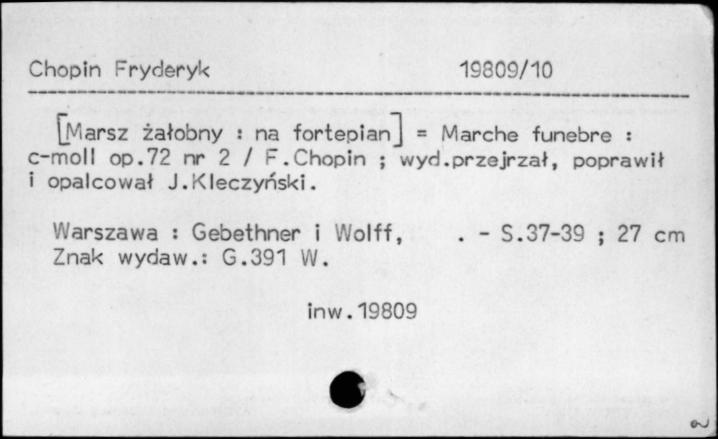 Chopin Fryderyk 19809/10
[Marsz żałobny : na fortepian] = Marche funebre :
c-moll op.72 nr 2 / F.Chopin ; wyd.przejrzał, poprawił
i opalcował J.Kleczyński.
Warszawa : Gebethner i Wolff, . - S.37-39 ; 27 cm
Znak wydaw.: G.391 W.
inw.19809